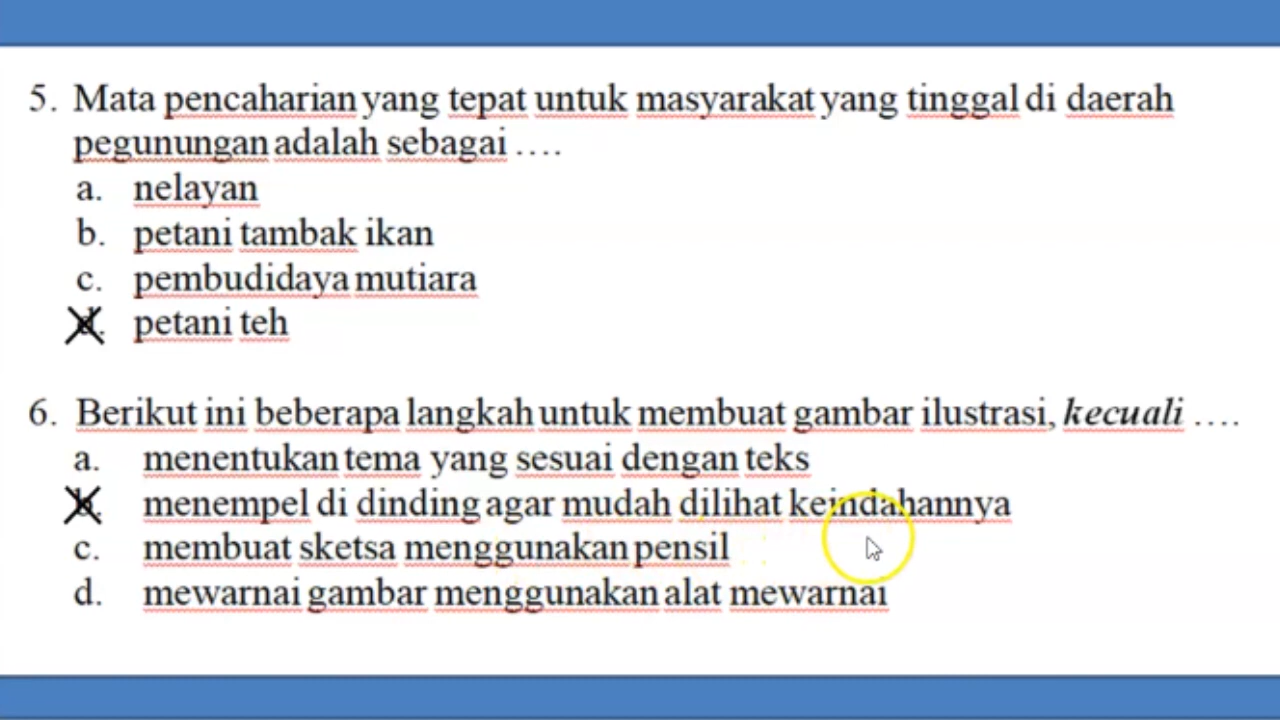 5. Mata pencaharian yang tepat untuk masyarakat yang tinggal di daerah
pegunungan adalah sebagai ....
a. nelayan
b. petani tambak ikan
c. pembudidaya mutiara
d. petani teh
6. Berikut ini beberapa langkah untuk membuat gambar ilustrasi, kecuali ....
a. menentukan tema yang sesuai dengan teks
b. menempel di dinding agar mudah dilihat keindahannya
c. membuat sketsa menggunakan pensil
d. mewarnai gambar menggunakan alat mewarnai